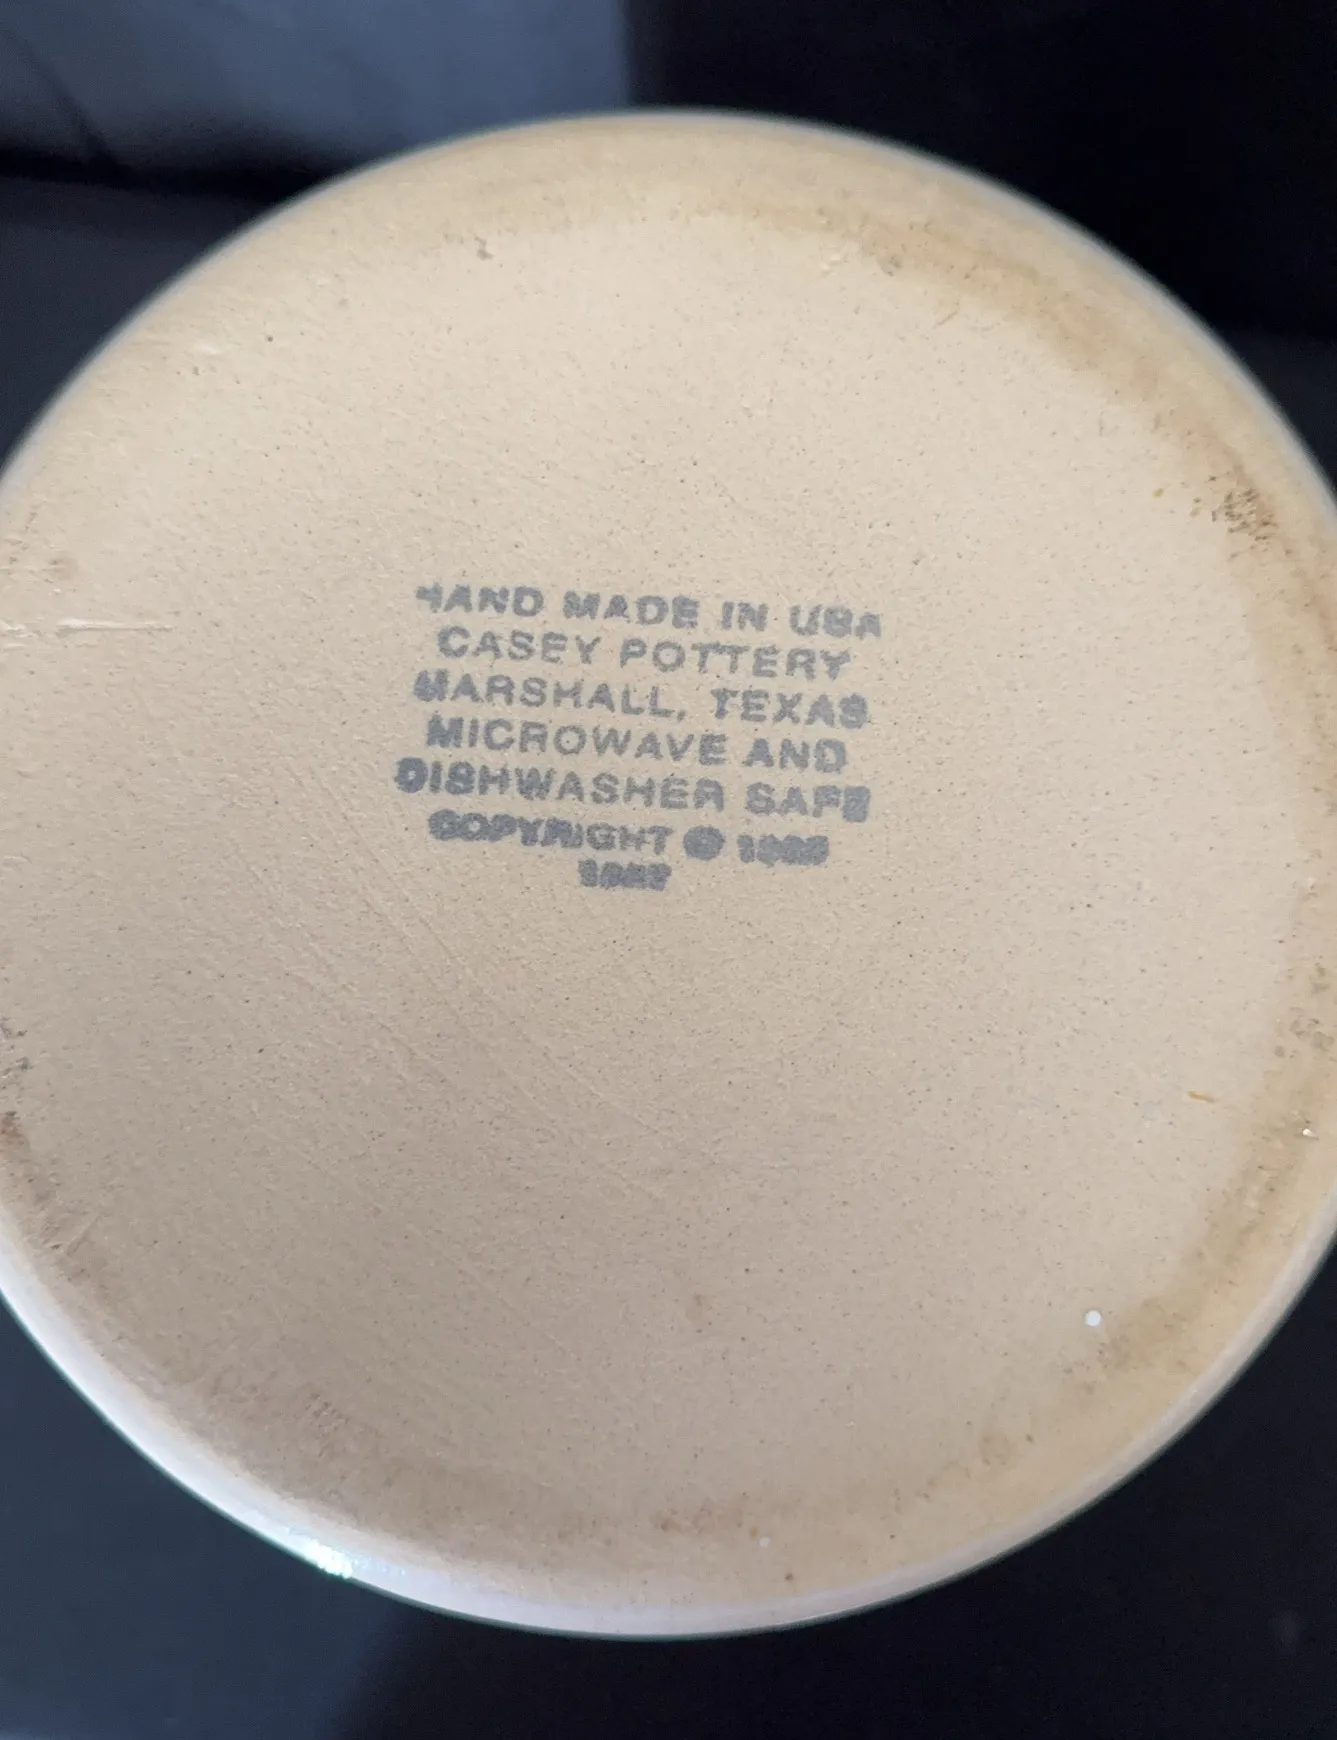 HAND MADE IN USA
CASEY POTTERY
MARSHALL, TEXAS
MICROWAVE AND
DISHWASHER SAFE
COPYRIGHT ©